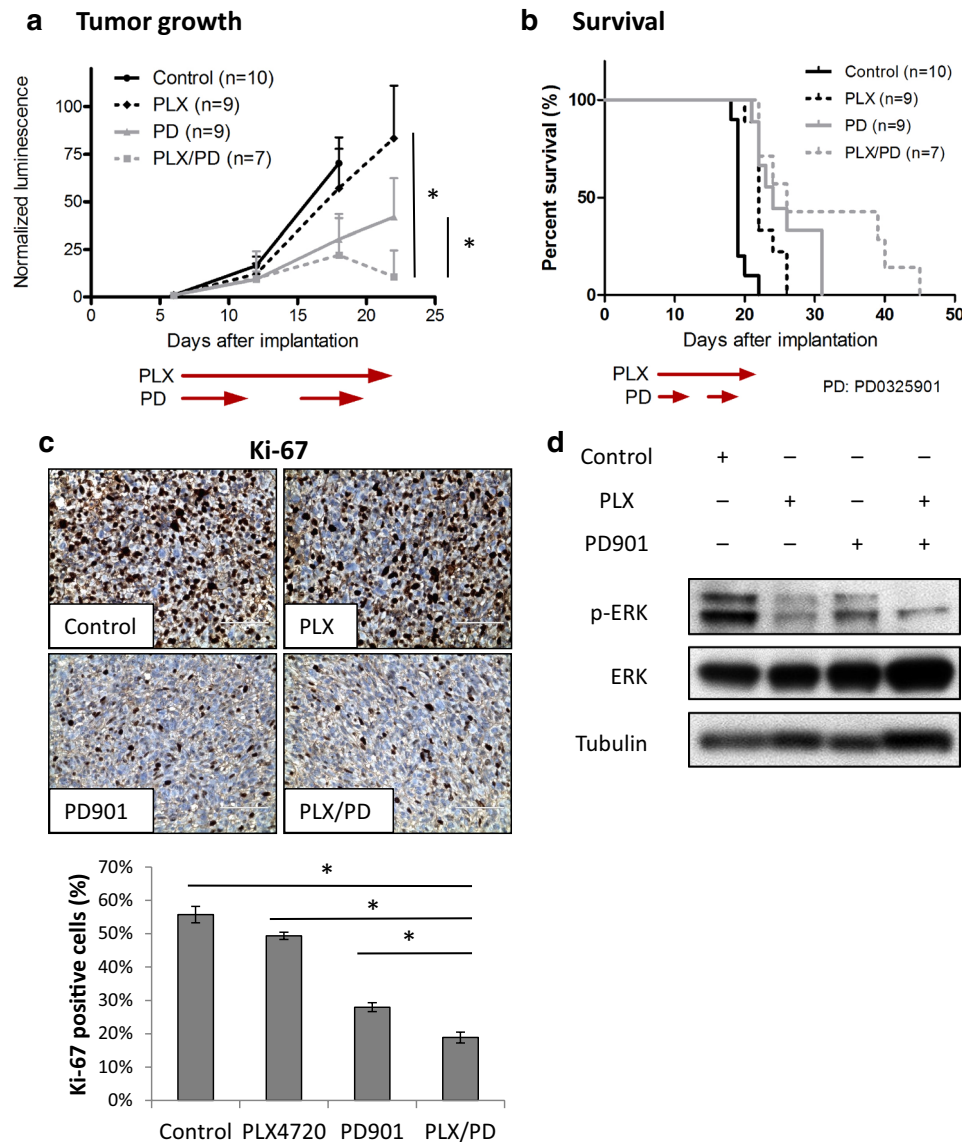 a Tumor growth
Normalized luminescence
100
75
50
25
0
Control (n=10)
PLX (n=9)
PD (n=9)
PLX/PD (n=7)
*
*
0 5 10 15 20 25
Days after implantation
PLX
PD
b Survival
Percent survival (%)
100
50
0
Control (n=10)
PLX (n=9)
PD (n=9)
PLX/PD (n=7)
0 10 20 30 40 50
Days after implantation
PLX
PD
PD: PD0325901
c Ki-67
Control
PLX
PD901
PLX/PD
Ki-67 positive cells (%)
70%
60%
50%
40%
30%
20%
10%
0%
*
*
*
Control PLX4720 PD901 PLX/PD
d
Control + – – –
PLX – + – +
PD901 – – + +
p-ERK
ERK
Tubulin